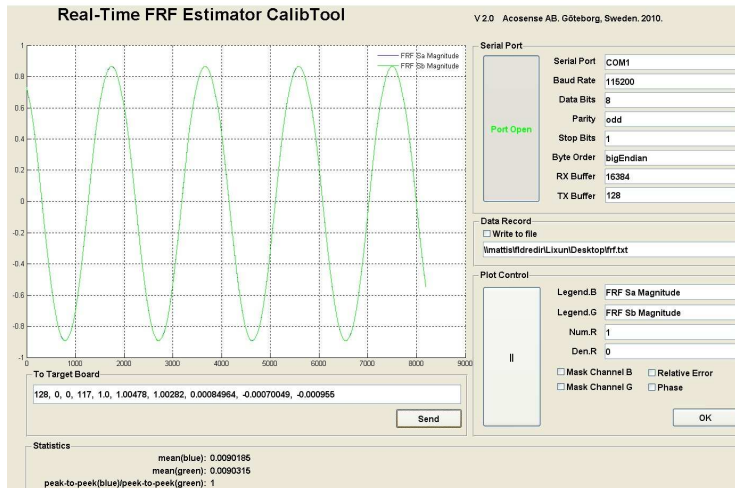 Real-Time FRF Estimator CalibTool
V 2.0 Acosense AB. Göteborg, Sweden. 2010.
1
0.8
0.6
0.4
0.2
0
-0.2
-0.4
-0.6
-0.8
-1
0 1000 2000 3000 4000 5000 6000 7000 8000 9000
FRF Sa Magnitude
FRF Sb Magnitude
To Target Board
128, 0, 0, 117, 1.0, 1.00478, 1.00282, 0.00084964, -0.00070049, -0.000955
Send
Serial Port
Port Open
Serial Port COM1
Baud Rate 115200
Data Bits 8
Parity odd
Stop Bits 1
Byte Order bigEndian
RX Buffer 16384
TX Buffer 128
Data Record
Write to file
\\mattis\fldredir\Lixun\Desktop\frf.txt
Plot Control
||
Legend.B FRF Sa Magnitude
Legend.G FRF Sb Magnitude
Num.R 1
Den.R 0
Mask Channel B Relative Error
Mask Channel G Phase
OK
Statistics
mean(blue): 0.0090185
mean(green): 0.0090315
peak-to-peek(blue)/peek-to-peek(green): 1